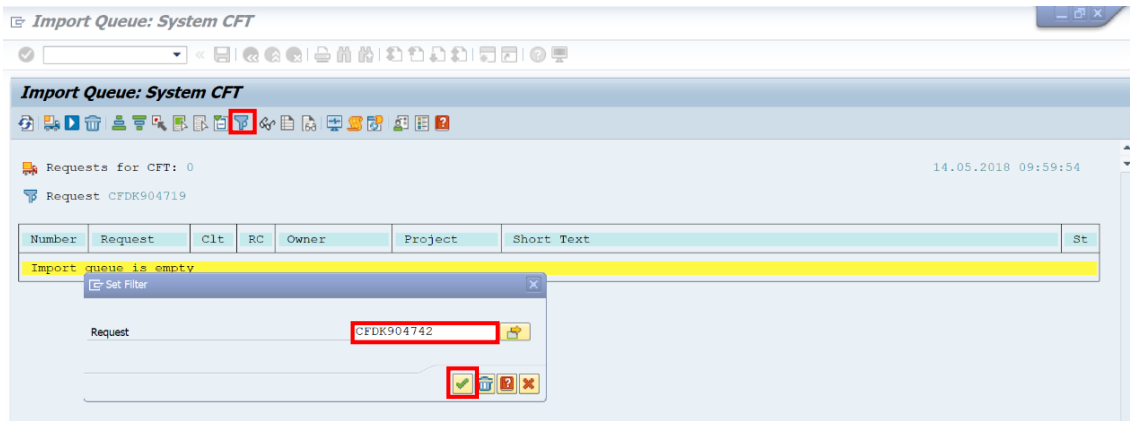 Import Queue: System CFT
Import Queue: System CFT
Requests for CFT: 0 14.05.2018 09:59:54
Request CFDK904719
Number Request Clt RC Owner Project Short Text St
Import queue is empty
Set Filter
Request CFDK904742